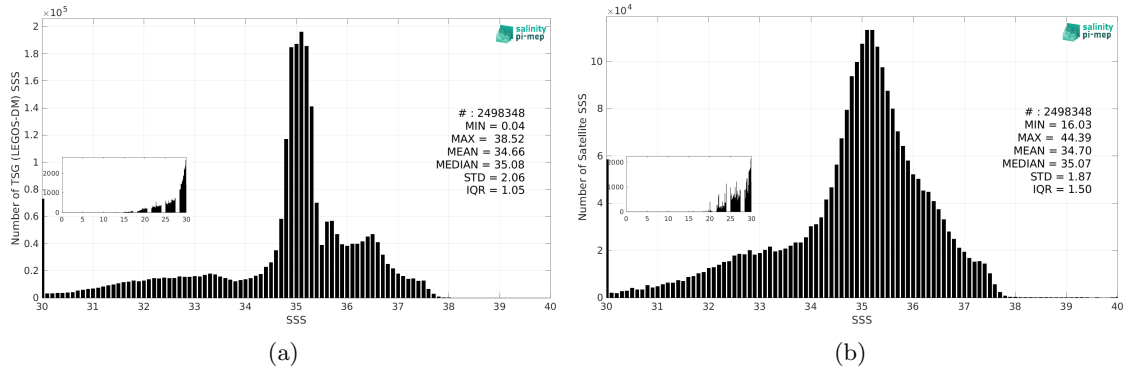 ×10^5
salinity
pi-mep
Number of TSG (LEGOS-DM) SSS
2
1.8
1.6
1.4
1.2
1
0.8
0.6
0.4
0.2
0
# : 2498348
MIN = 0.04
MAX = 38.52
MEAN = 34.66
MEDIAN = 35.08
STD = 2.06
IQR = 1.05
2000
1000
0
0 5 10 15 20 25 30
30 31 32 33 34 35 36 37 38 39 40
SSS
(a)
×10^4
salinity
pi-mep
Number of Satellite SSS
10
8
6
4
2
0
# : 2498348
MIN = 16.03
MAX = 44.39
MEAN = 34.70
MEDIAN = 35.07
STD = 1.87
IQR = 1.50
2000
1000
0
0 5 10 15 20 25 30
30 31 32 33 34 35 36 37 38 39 40
SSS
(b)